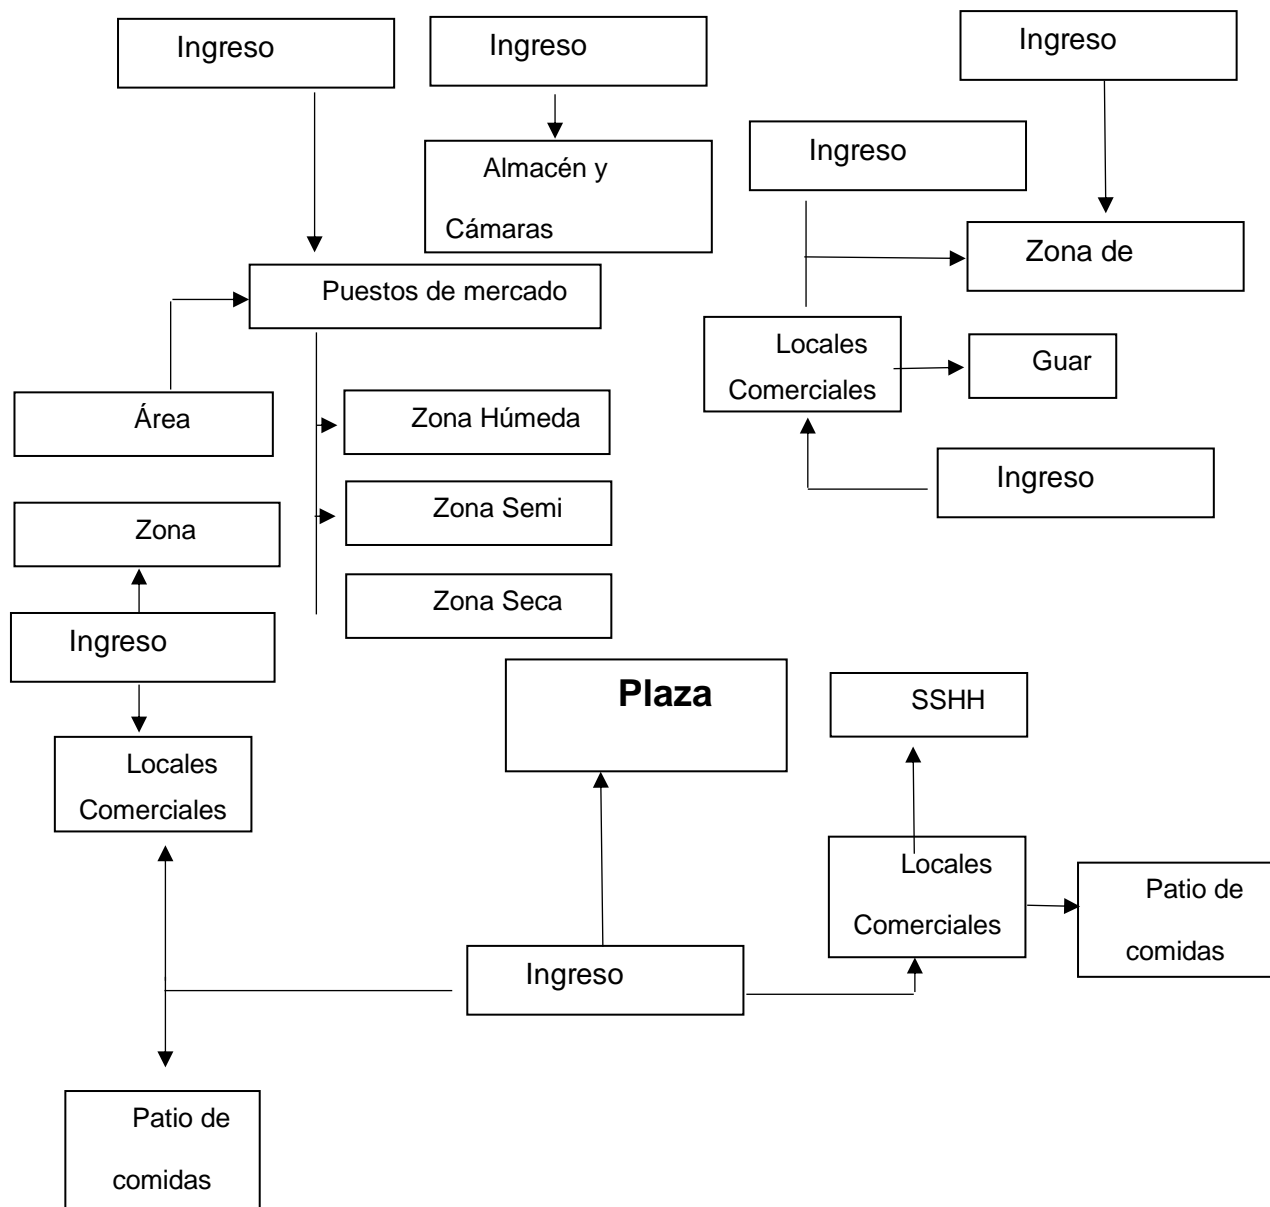 Ingreso
Ingreso
Ingreso
Ingreso
Almacén y
Cámaras
Zona de
Puestos de mercado
Locales
Comerciales
Guar
Área
Zona Húmeda
Ingreso
Zona Semi
Zona
Zona Seca
Ingreso
Plaza
SSHH
Locales
Comerciales
Locales
Comerciales
Patio de
comidas
Ingreso
Patio de
comidas